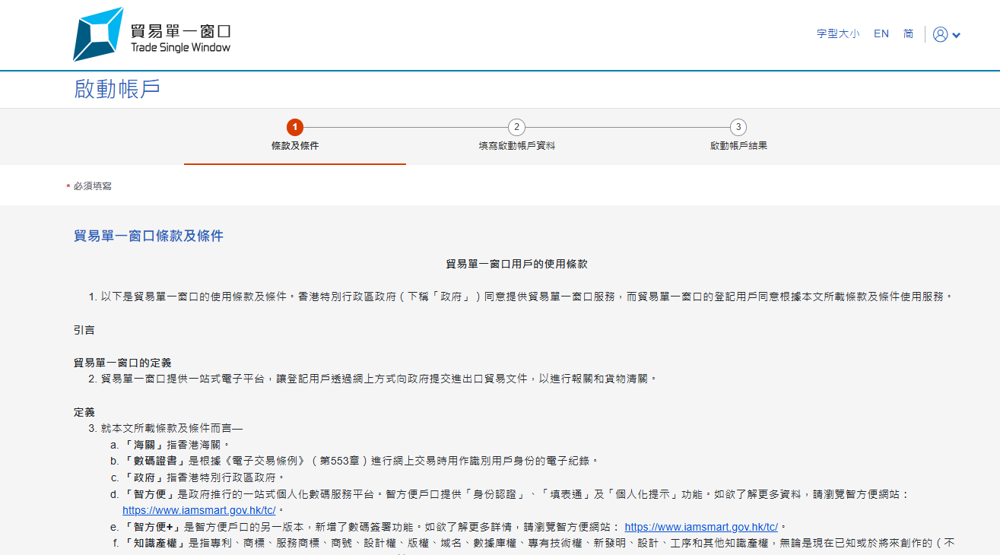 貿易單一窗口
Trade Single Window
字型大小 EN 简
啟動帳戶
1 2 3
條款及條件 填寫啟動帳戶資料 啟動帳戶結果
* 必須填寫
貿易單一窗口條款及條件
貿易單一窗口用戶的使用條款
1. 以下是貿易單一窗口的使用條款及條件。香港特別行政區政府（下稱「政府」）同意提供貿易單一窗口服務，而貿易單一窗口的登記用戶同意根據本文所載條款及條件使用服務。
引言
貿易單一窗口的定義
2. 貿易單一窗口提供一站式電子平台，讓登記用戶透過網上方式向政府提交進出口貿易文件，以進行報關和貨物清關。
定義
3. 就本文所載條款及條件而言—
a. 「海關」指香港海關。
b. 「數碼證書」是根據《電子交易條例》（第553章）進行網上交易時用作識別用戶身份的電子紀錄。
c. 「政府」指香港特別行政區政府。
d. 「智方便」是政府推行的一站式個人化數碼服務平台。智方便戶口提供「身份認證」、「填表通」及「個人化提示」功能。如欲了解更多資料，請瀏覽智方便網站：
https://www.iamsmart.gov.hk/tc/。
e. 「智方便+」是智方便戶口的另一版本，新增了數碼簽署功能。如欲了解更多詳情，請瀏覽智方便網站： https://www.iamsmart.gov.hk/tc/。
f. 「知識產權」是指專利、商標、服務商標、商號、設計權、版權、域名、數據庫權、專有技術權、新發明、設計、工序和其他知識產權，無論是現在已知或於將來創作的（不